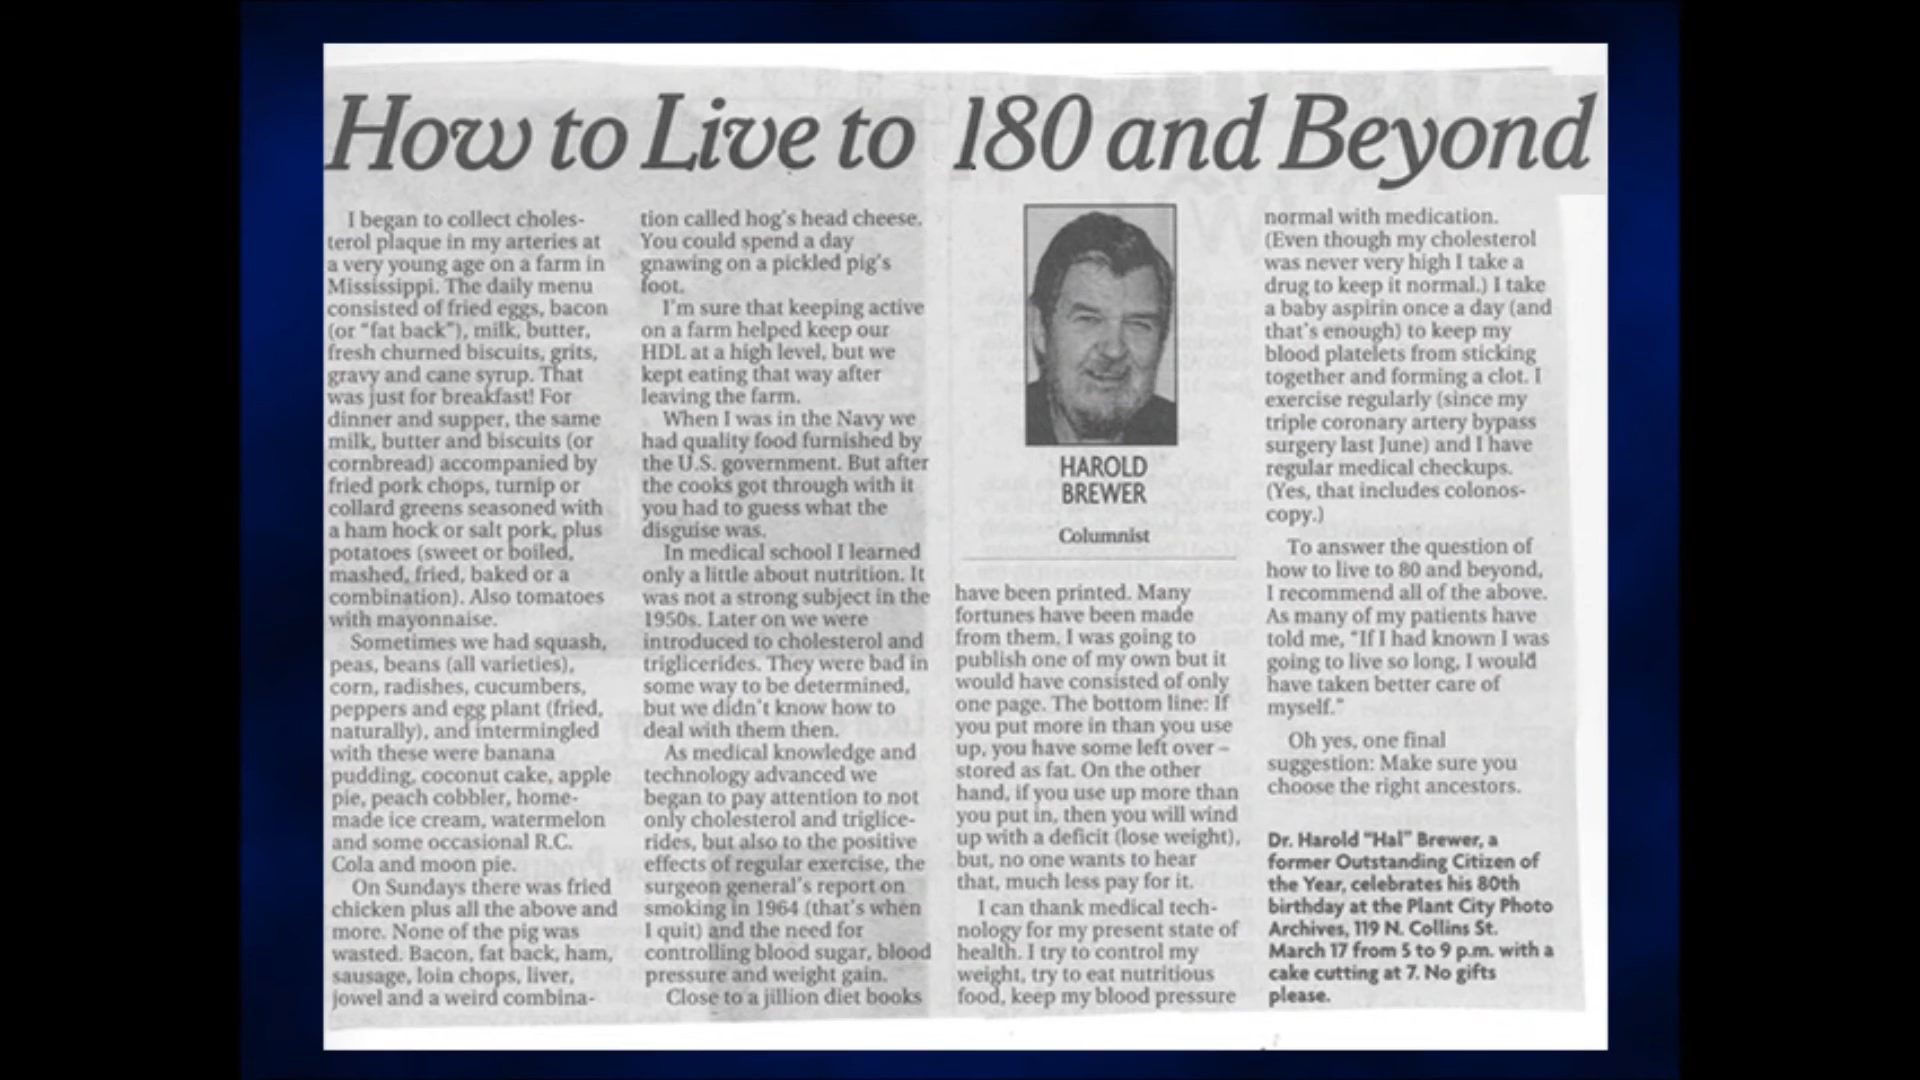 How to Live to 180 and Beyond
I began to collect choles-
terol plaque in my arteries at
a very young age on a farm in
Mississippi. The daily menu
consisted of fried eggs, bacon
(or "fat back"), milk, butter,
fresh churned biscuits, grits,
gravy and cane syrup. That
was just for breakfast! For
dinner and supper, the same
milk, butter and biscuits (or
cornbread) accompanied by
fried pork chops, turnip or
collard greens seasoned with
a ham hock or salt pork, plus
potatoes (sweet or boiled,
mashed, fried, baked or a
combination). Also tomatoes
with mayonnaise.
Sometimes we had squash,
peas, beans (all varieties),
corn, radishes, cucumbers,
peppers and egg plant (fried,
naturally), and intermingled
with these were banana
pudding, coconut cake, apple
pie, peach cobbler, home-
made ice cream, watermelon
and some occasional R.C.
Cola and moon pie.
On Sundays there was fried
chicken plus all the above and
more. None of the pig was
wasted. Bacon, fat back, ham,
sausage, loin chops, liver,
jowel and a weird combina-
tion called hog's head cheese.
You could spend a day
gnawing on a pickled pig's
foot.
I'm sure that keeping active
on a farm helped keep our
HDL at a high level, but we
kept eating that way after
leaving the farm.
When I was in the Navy we
had quality food furnished by
the U.S. government. But after
the cooks got through with it
you had to guess what the
disguise was.
In medical school I learned
only a little about nutrition. It
was not a strong subject in the
1950s. Later on we were
introduced to cholesterol and
triglicerides. They were bad in
some way to be determined,
but we didn't know how to
deal with them then.
As medical knowledge and
technology advanced we
began to pay attention to not
only cholesterol and triglice-
rides, but also to the positive
effects of regular exercise, the
surgeon general's report on
smoking in 1964 (that's when
I quit) and the need for
controlling blood sugar, blood
pressure and weight gain.
Close to a jillion diet books
HAROLD
BREWER
Columnist
have been printed. Many
fortunes have been made
from them. I was going to
publish one of my own but it
would have consisted of only
one page. The bottom line: If
you put more in than you use
up, you have some left over –
stored as fat. On the other
hand, if you use up more than
you put in, then you will wind
up with a deficit (lose weight),
but, no one wants to hear
that, much less pay for it.
I can thank medical tech-
nology for my present state of
health. I try to control my
weight, try to eat nutritious
food, keep my blood pressure
normal with medication.
(Even though my cholesterol
was never very high I take a
drug to keep it normal.) I take
a baby aspirin once a day (and
that's enough) to keep my
blood platelets from sticking
together and forming a clot. I
exercise regularly (since my
triple coronary artery bypass
surgery last June) and I have
regular medical checkups.
(Yes, that includes colonos-
copy.)
To answer the question of
how to live to 80 and beyond,
I recommend all of the above.
As many of my patients have
told me, "If I had known I was
going to live so long, I would
have taken better care of
myself."
Oh yes, one final
suggestion: Make sure you
choose the right ancestors.
Dr. Harold "Hal" Brewer, a
former Outstanding Citizen of
the Year, celebrates his 80th
birthday at the Plant City Photo
Archives, 119 N. Collins St.
March 17 from 5 to 9 p.m. with a
cake cutting at 7. No gifts
please.